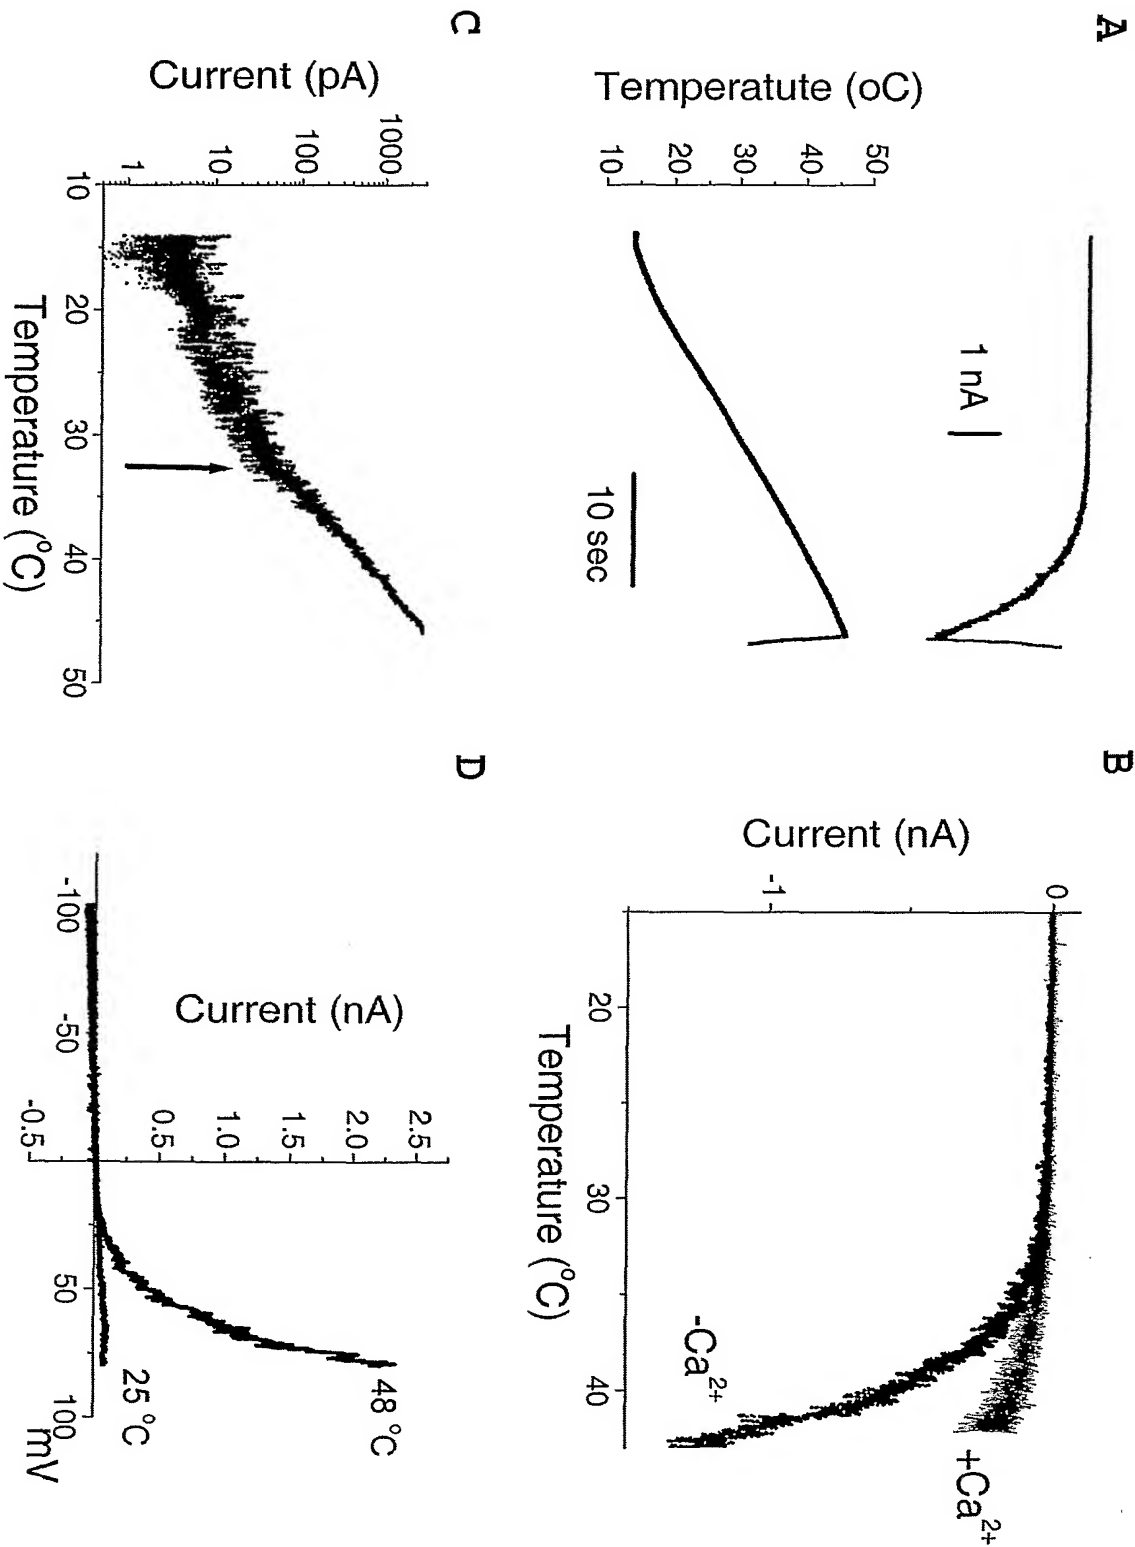 A
1 nA
Temperatute (oC)
50
40
30
20
10
10 sec
B
Current (nA)
0
-1
20
30
40
Temperature (°C)
-Ca2+
+Ca2+
C
Current (pA)
1000
100
10
1
10
20
30
40
50
Temperature (°C)
D
Current (nA)
2.5
2.0
1.5
1.0
0.5
-0.5
-100
-50
50
100
mV
48 °C
25 °C